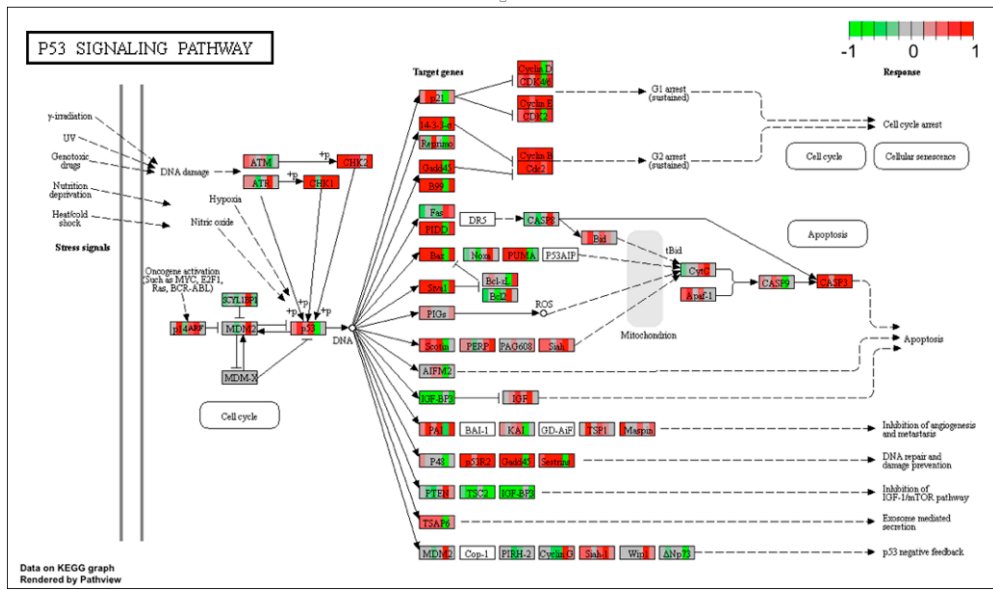 P53 SIGNALING PATHWAY
-1 0 1
Target genes
Response
γ-irradiation
UV
Genotoxic
drugs
Nutrition
deprivation
Heat/cold
shock
Stress signals
DNA damage
ATM
ATR
+p
+p
CHK2
CHK1
Hypoxia
Nitric oxide
Oncogene activation
(Such as MYC, E2F1,
Ras, BCR-ABL)
SCYL1BP1
p14ARF
MDM2
MDM-X
+p
+p
+p
p53
DNA
Cell cycle
p21
Cyclin D
CDK4/6
Cyclin E
CDK2
G1 arrest
(sustained)
14-3-3-σ
Reprimo
Gadd45
B99
Cyclin B
Cdc2
G2 arrest
(sustained)
Cell cycle arrest
Cell cycle
Cellular senescence
Fas
PIDD
DR5
CASP8
Bid
tBid
Apoptosis
Bax
Noxa
PUMA
P53AIP
CytC
Bcl-xL
Bcl2
Siva1
Apaf-1
CASP9
CASP3
PIGs
ROS
Mitochondrion
Scotin
PERP
PAG608
Siah
Apoptosis
AIFM2
IGF-BP3
IGF
PAI
BAI-1
KAI
GD-AiF
TSP1
Maspin
Inhibition of angiogenesis
and metastasis
P48
p53R2
Gadd45
Sestrins
DNA repair and
damage prevention
PTEN
TSC2
IGF-BP3
Inhibition of
IGF-1/mTOR pathway
TSAP6
Exosome mediated
secretion
MDM2
Cop-1
PIRH-2
Cyclin G
Siah-1
Wip1
ΔNp73
p53 negative feedback
Data on KEGG graph
Rendered by Pathview